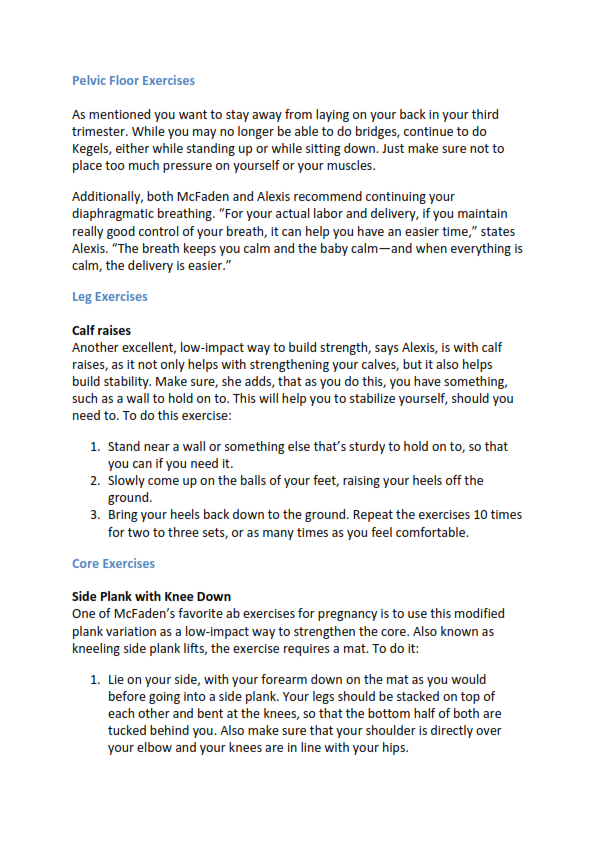 Pelvic Floor Exercises
As mentioned you want to stay away from laying on your back in your third
trimester. While you may no longer be able to do bridges, continue to do
Kegels, either while standing up or while sitting down. Just make sure not to
place too much pressure on yourself or your muscles.
Additionally, both McFaden and Alexis recommend continuing your
diaphragmatic breathing. “For your actual labor and delivery, if you maintain
really good control of your breath, it can help you have an easier time,” states
Alexis. “The breath keeps you calm and the baby calm—and when everything is
calm, the delivery is easier.”
Leg Exercises
Calf raises
Another excellent, low-impact way to build strength, says Alexis, is with calf
raises, as it not only helps with strengthening your calves, but it also helps
build stability. Make sure, she adds, that as you do this, you have something,
such as a wall to hold on to. This will help you to stabilize yourself, should you
need to. To do this exercise:
1. Stand near a wall or something else that’s sturdy to hold on to, so that
you can if you need it.
2. Slowly come up on the balls of your feet, raising your heels off the
ground.
3. Bring your heels back down to the ground. Repeat the exercises 10 times
for two to three sets, or as many times as you feel comfortable.
Core Exercises
Side Plank with Knee Down
One of McFaden’s favorite ab exercises for pregnancy is to use this modified
plank variation as a low-impact way to strengthen the core. Also known as
kneeling side plank lifts, the exercise requires a mat. To do it:
1. Lie on your side, with your forearm down on the mat as you would
before going into a side plank. Your legs should be stacked on top of
each other and bent at the knees, so that the bottom half of both are
tucked behind you. Also make sure that your shoulder is directly over
your elbow and your knees are in line with your hips.